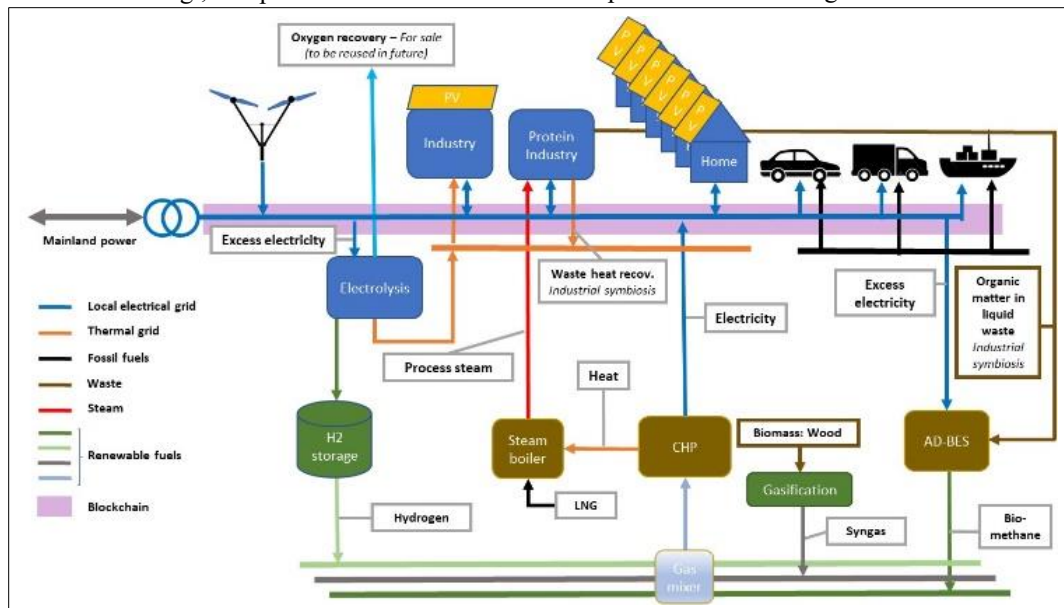 Oxygen recovery – For sale
(to be reused in future)
PV
Industry
Protein
Industry
P
V
P
V
P
V
P
V
P
V
P
V
Home
Mainland power
Excess electricity
Electrolysis
Waste heat recov.
Industrial symbiosis
Electricity
Excess
electricity
Organic
matter in
liquid
waste
Industrial
symbiosis
Local electrical grid
Thermal grid
Fossil fuels
Waste
Steam
Renewable fuels
Blockchain
Process steam
Heat
H2
storage
Steam
boiler
CHP
Biomass: Wood
Gasification
AD-BES
LNG
Hydrogen
Syngas
Bio-
methane
Gas
mixer